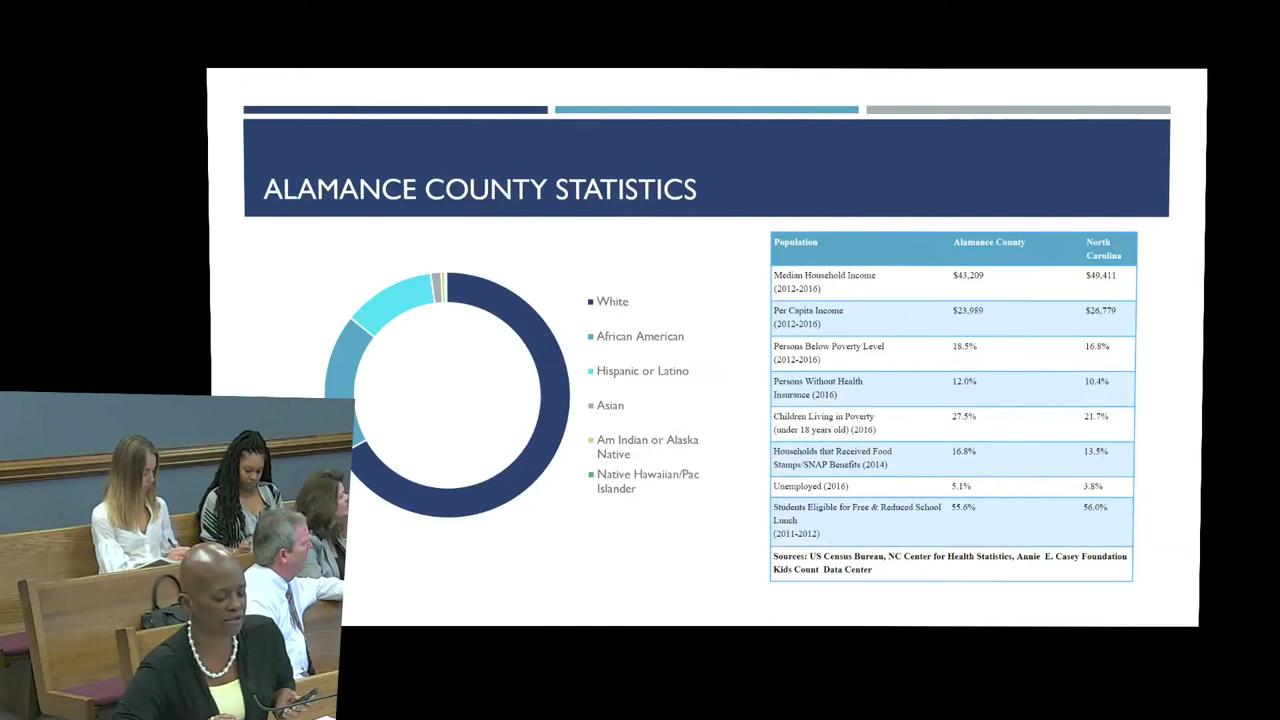 ALAMANCE COUNTY STATISTICS
White
African American
Hispanic or Latino
Asian
Am Indian or Alaska
Native
Native Hawaiian/Pac
Islander
Population Alamance County North
Carolina
Median Household Income $43,209 $49,411
(2012-2016)
Per Capita Income $23,989 $26,779
(2012-2016)
Persons Below Poverty Level 18.5% 16.8%
(2012-2016)
Persons Without Health 12.0% 10.4%
Insurance (2016)
Children Living in Poverty 27.5% 21.7%
(under 18 years old) (2016)
Households that Received Food 16.8% 13.5%
Stamps/SNAP Benefits (2014)
Unemployed (2016) 5.1% 3.8%
Students Eligible for Free & Reduced School 55.6% 56.0%
Lunch
(2011-2012)
Sources: US Census Bureau, NC Center for Health Statistics, Annie E. Casey Foundation
Kids Count Data Center